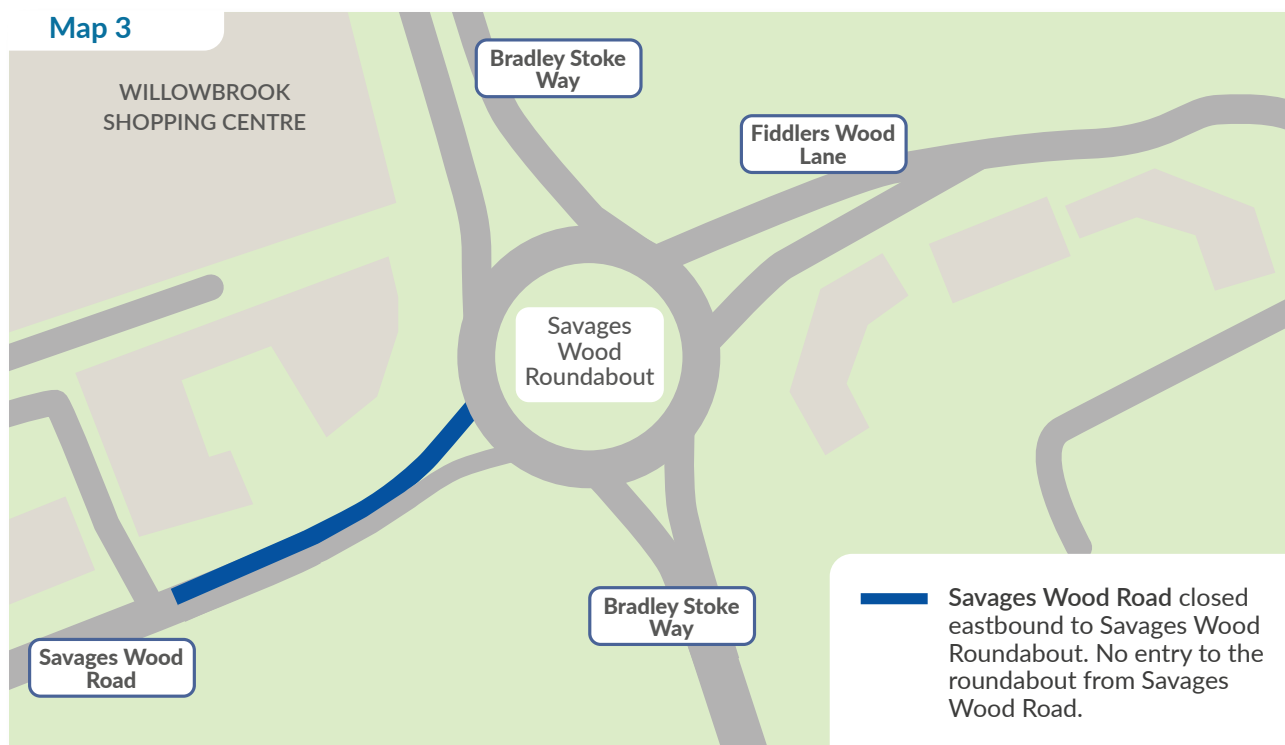 Map 3
WILLOWBROOK
SHOPPING CENTRE
Bradley Stoke
Way
Fiddlers Wood
Lane
Savages
Wood
Roundabout
Bradley Stoke
Way
Savages Wood
Road
Savages Wood Road closed
eastbound to Savages Wood
Roundabout. No entry to the
roundabout from Savages
Wood Road.